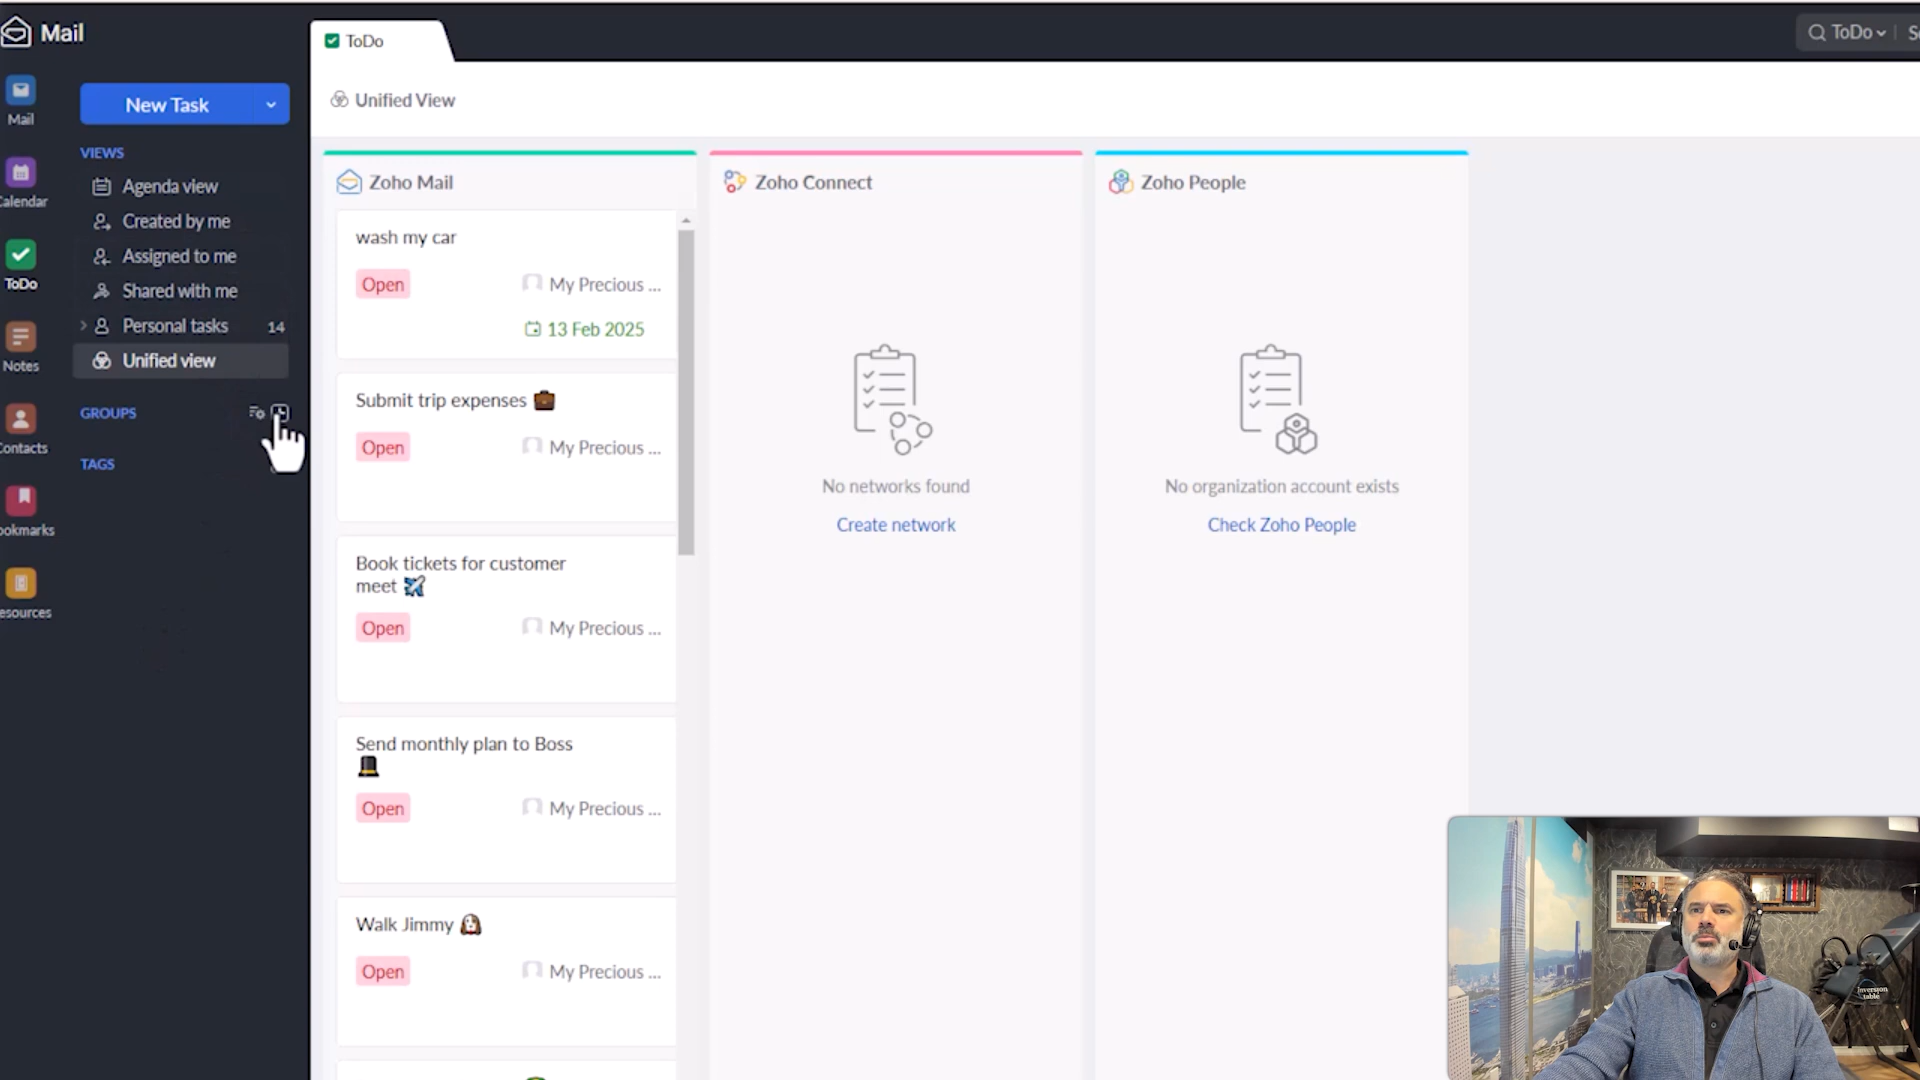 Mail
ToDo
ToDo
Unified View
New Task
Mail
VIEWS
Agenda view
Calendar
Created by me
Assigned to me
ToDo
Shared with me
Personal tasks 14
Notes
Unified view
GROUPS
Contacts
TAGS
ookmarks
esources
Zoho Mail
wash my car
Open My Precious ...
13 Feb 2025
Submit trip expenses
Open My Precious ...
Book tickets for customer
meet
Open My Precious ...
Send monthly plan to Boss
Open My Precious ...
Walk Jimmy
Open My Precious ...
Zoho Connect
No networks found
Create network
Zoho People
No organization account exists
Check Zoho People
inversion
table